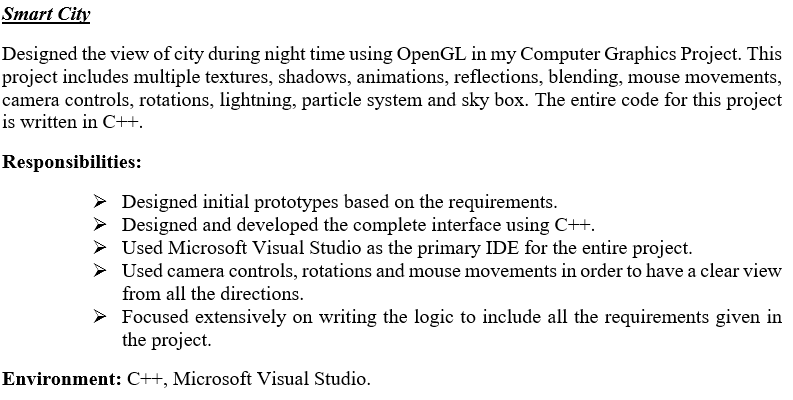 Smart City
Designed the view of city during night time using OpenGL in my Computer Graphics Project. This
project includes multiple textures, shadows, animations, reflections, blending, mouse movements,
camera controls, rotations, lightning, particle system and sky box. The entire code for this project
is written in C++.
Responsibilities:
➢ Designed initial prototypes based on the requirements.
➢ Designed and developed the complete interface using C++.
➢ Used Microsoft Visual Studio as the primary IDE for the entire project.
➢ Used camera controls, rotations and mouse movements in order to have a clear view
from all the directions.
➢ Focused extensively on writing the logic to include all the requirements given in
the project.
Environment: C++, Microsoft Visual Studio.